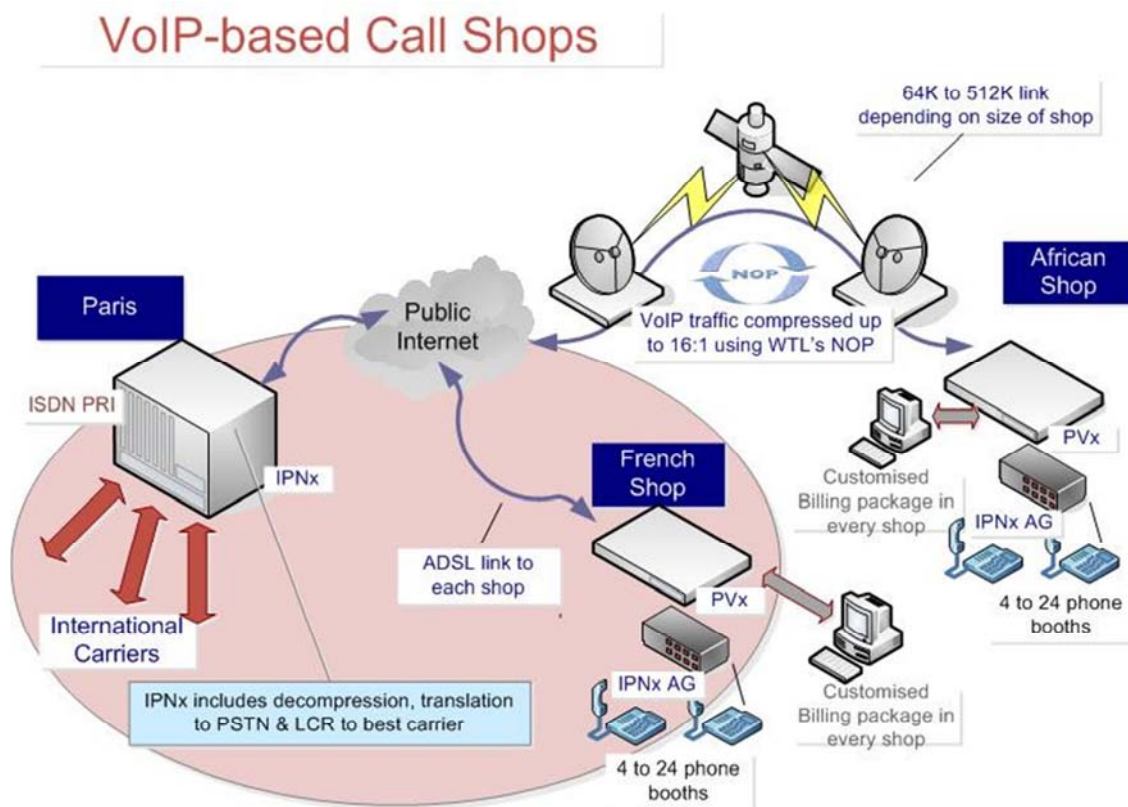 VoIP-based Call Shops
64K to 512K link
depending on size of shop
NOP
African
Shop
Paris
Public
Internet
VoIP traffic compressed up
to 16:1 using WTL's NOP
ISDN PRI
IPNx
PVx
French
Shop
Customised
Billing package in
every shop
IPNx AG
ADSL link to
each shop
PVx
4 to 24 phone
booths
International
Carriers
IPNx includes decompression, translation
to PSTN & LCR to best carrier
IPNx AG
Customised
Billing package in
every shop
4 to 24 phone
booths